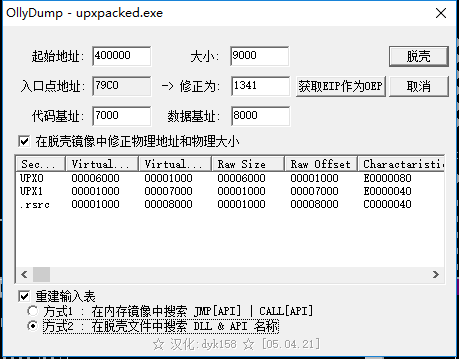 OllyDump - upxpacked.exe
起始地址: 400000 大小: 9000 脱壳
入口点地址: 79C0 -> 修正为: 1341 获取EIP作为OEP 取消
代码基址: 7000 数据基址: 8000
在脱壳镜像中修正物理地址和物理大小
Sec... Virtual... Virtual... Raw Size Raw Offset Characteristic
UPX0 00006000 00001000 00006000 00001000 E0000080
UPX1 00001000 00007000 00001000 00007000 E0000040
.rsrc 00001000 00008000 00001000 00008000 C0000040
重建输入表
方式1 : 在内存镜像中搜索 JMP[API] | CALL[API]
方式2 : 在脱壳文件中搜索 DLL & API 名称
☆ 汉化:dyk158 ☆ [05.04.21]